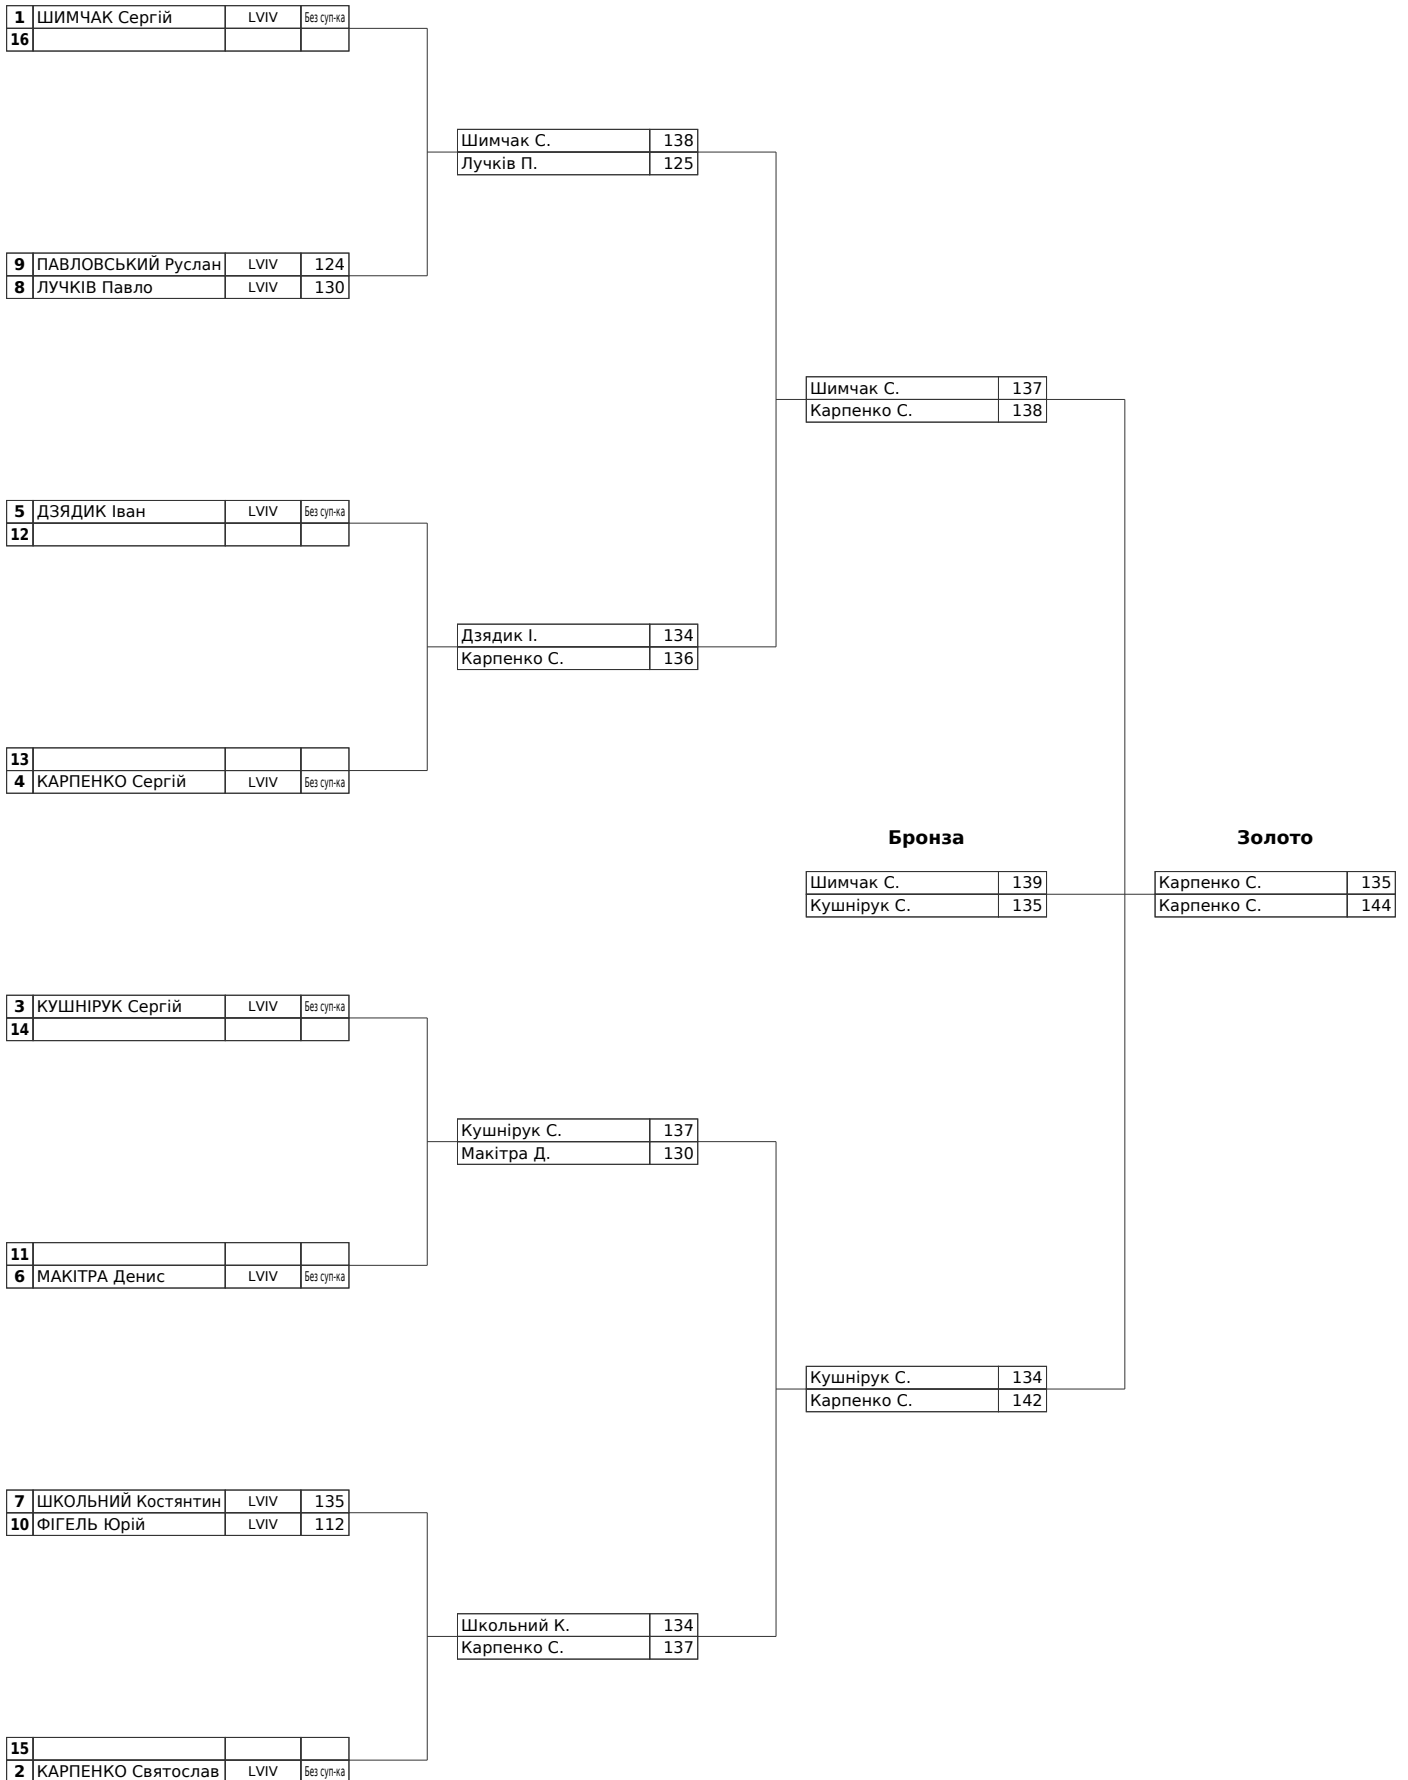 1 ШИМЧАК Сергій LVIV Без суп-ка
16
Шимчак С. 138
Лучків П. 125
9 ПАВЛОВСЬКИЙ Руслан LVIV 124
8 ЛУЧКІВ Павло LVIV 130
Шимчак С. 137
Карпенко С. 138
5 ДЗЯДИК Іван LVIV Без суп-ка
12
Дзядик І. 134
Карпенко С. 136
13
4 КАРПЕНКО Сергій LVIV Без суп-ка
Бронза Золото
Шимчак С. 139 Карпенко С. 135
Кушнірук С. 135 Карпенко С. 144
3 КУШНІРУК Сергій LVIV Без суп-ка
14
Кушнірук С. 137
Макітра Д. 130
11
6 МАКІТРА Денис LVIV Без суп-ка
Кушнірук С. 134
Карпенко С. 142
7 ШКОЛЬНИЙ Костянтин LVIV 135
10 ФІГЕЛЬ Юрій LVIV 112
Школьний К. 134
Карпенко С. 137
15
2 КАРПЕНКО Святослав LVIV Без суп-ка